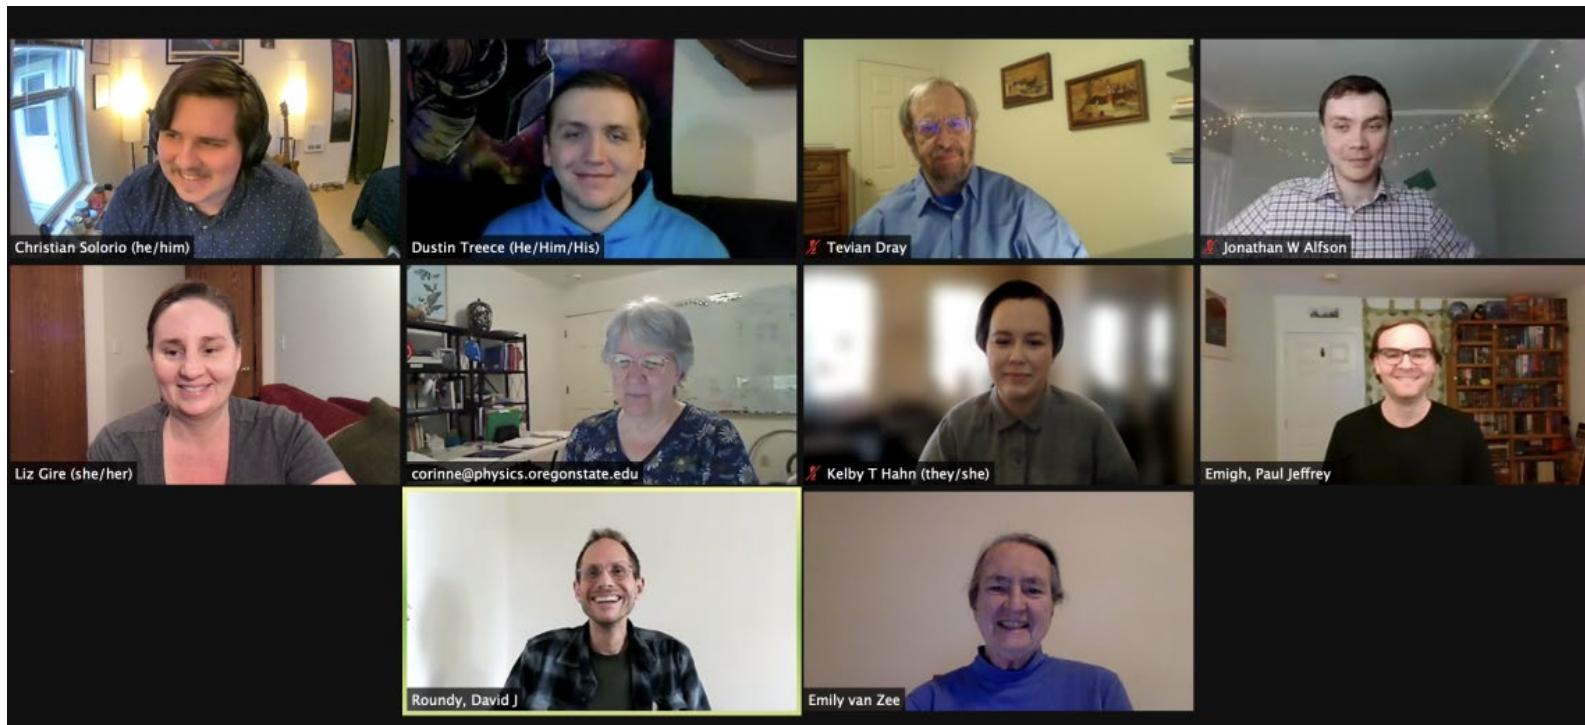 Christian Solorio (he/him)
Dustin Treece (He/Him/His)
Tevian Dray
Jonathan W Alfson
Liz Gire (she/her)
corinne@physics.oregonstate.edu
Kelby T Hahn (they/she)
Emigh, Paul Jeffrey
Roundy, David J
Emily van Zee